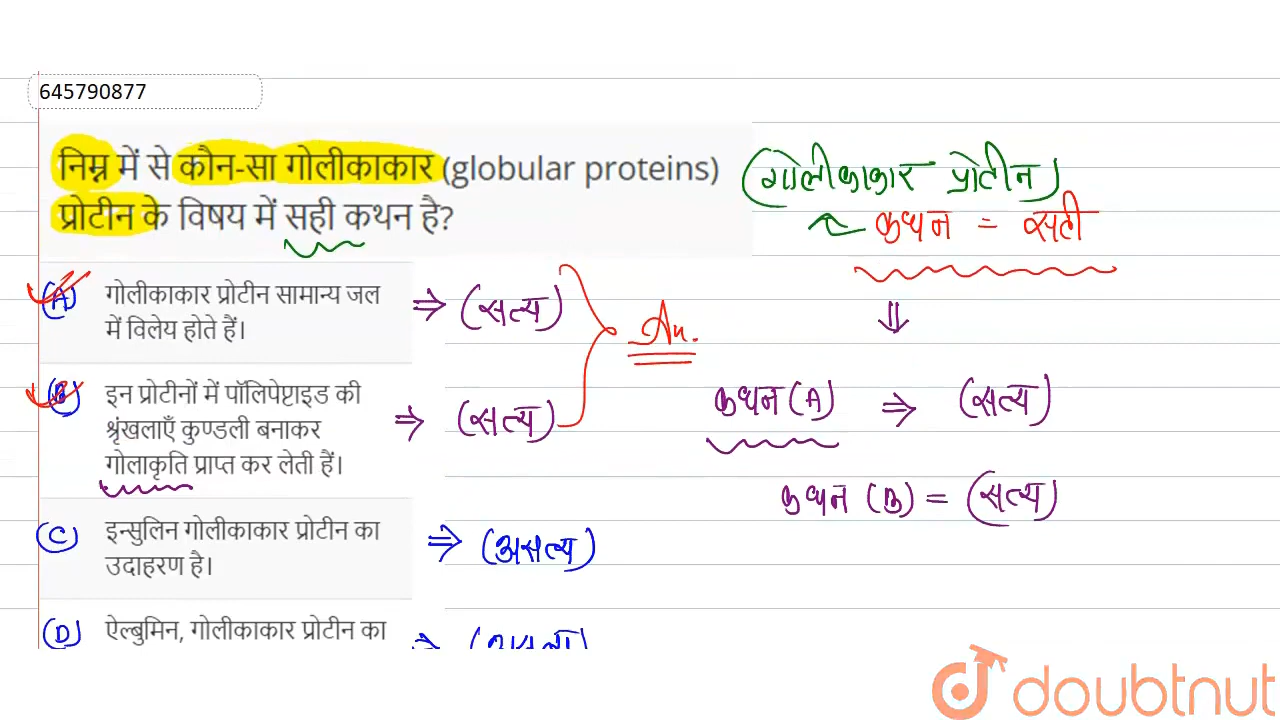 645790877
निम्न में से कौन-सा गोलीकाकार (globular proteins)
प्रोटीन के विषय में सही कथन है?
(गोलीकाकार प्रोटीन)
कथन = सही
(A) गोलीकाकार प्रोटीन सामान्य जल
में विलेय होते हैं।
⇒ (सत्य)
An.
⇓
(B) इन प्रोटीनों में पॉलिपेप्टाइड की
श्रृंखलाएँ कुण्डली बनाकर
गोलाकृति प्राप्त कर लेती हैं।
⇒ (सत्य)
कथन (A) ⇒ (सत्य)
कथन (B) = (सत्य)
(C) इन्सुलिन गोलीकाकार प्रोटीन का
उदाहरण है।
⇒ (असत्य)
(D) ऐल्बुमिन, गोलीकाकार प्रोटीन का
doubtnut